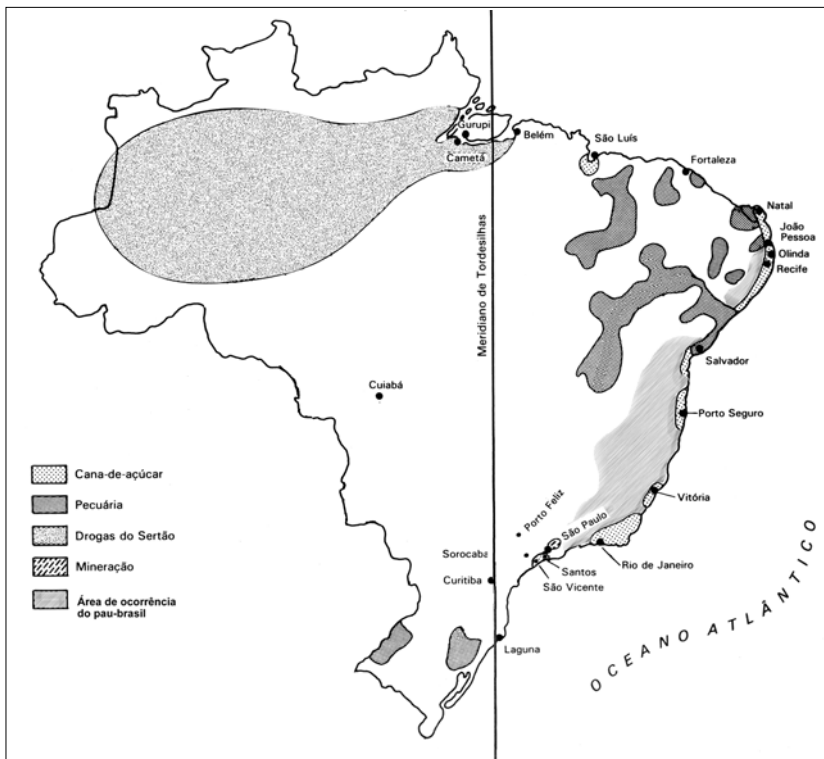 Gurupi
Belém
São Luís
Cametá
Fortaleza
Natal
João
Pessoa
Olinda
Recife
Meridiano de Tordesilhas
Salvador
Cuiabá
Porto Seguro
Cana-de-açúcar
Pecuária
Drogas do Sertão
Mineração
Área de ocorrência
do pau-brasil
Vitória
Porto Feliz
São Paulo
Sorocaba
Santos
Rio de Janeiro
Curitiba
São Vicente
Laguna
OCEANO ATLÂNTICO